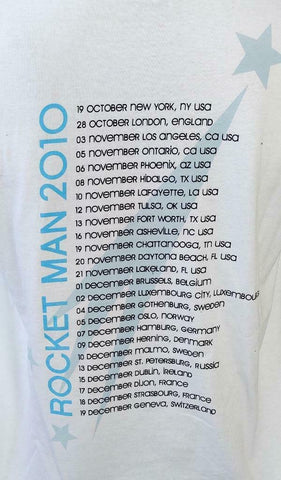 ROCKET MAN 2010
19 OCTOBER NEW YORK, NY USA
28 OCTOBER LONDON, ENGLAND
03 NOVEMBER LOS ANGELES, CA USA
05 NOVEMBER ONTARIO, CA USA
06 NOVEMBER PHOENIX, AZ USA
08 NOVEMBER HIDALGO, TX USA
10 NOVEMBER LAFAYETTE, LA USA
12 NOVEMBER TULSA, OK USA
13 NOVEMBER FORT WORTH, TX USA
16 NOVEMBER ASHEVILLE, NC USA
19 NOVEMBER CHATTANOOGA, TN USA
20 NOVEMBER DAYTONA BEACH, FL USA
21 NOVEMBER LAKELAND, FL USA
01 DECEMBER BRUSSELS, BELGIUM
02 DECEMBER LUXEMBOURG CITY, LUXEMBOURG
04 DECEMBER GOTHENBURG, SWEDEN
05 DECEMBER OSLO, NORWAY
07 DECEMBER HAMBURG, GERMANY
09 DECEMBER HERNING, DENMARK
10 DECEMBER MALMO, SWEDEN
13 DECEMBER ST. PETERSBURG, RUSSIA
15 DECEMBER DUBLIN, IRELAND
17 DECEMBER DIJON, FRANCE
18 DECEMBER STRASBOURG, FRANCE
19 DECEMBER GENEVA, SWITZERLAND